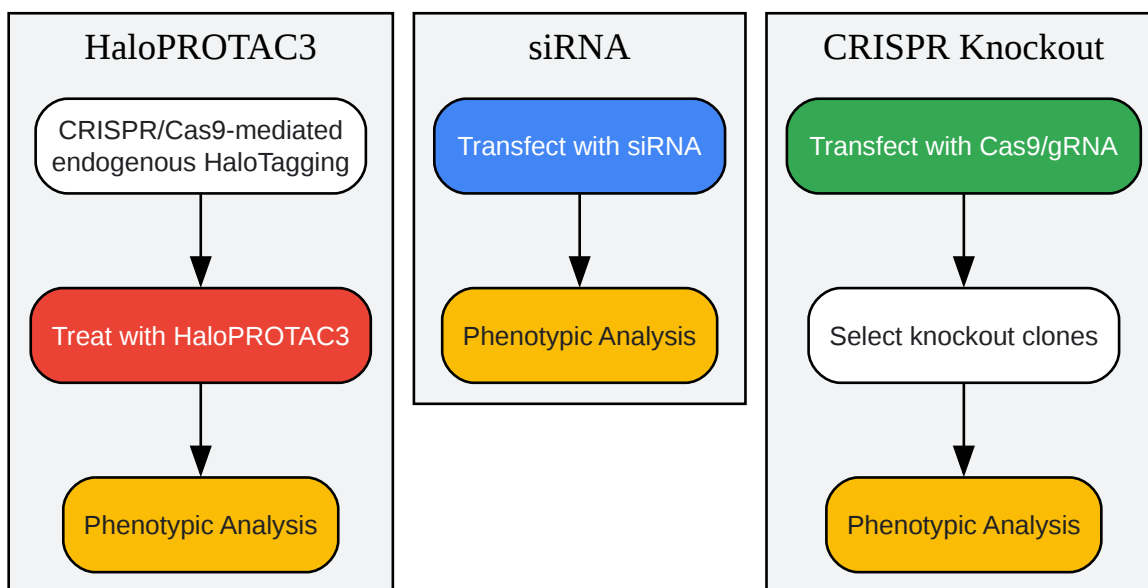 HaloPROTAC3
CRISPR/Cas9-mediated
endogenous HaloTagging
Treat with HaloPROTAC3
Phenotypic Analysis
siRNA
Transfect with siRNA
Phenotypic Analysis
CRISPR Knockout
Transfect with Cas9/gRNA
Select knockout clones
Phenotypic Analysis